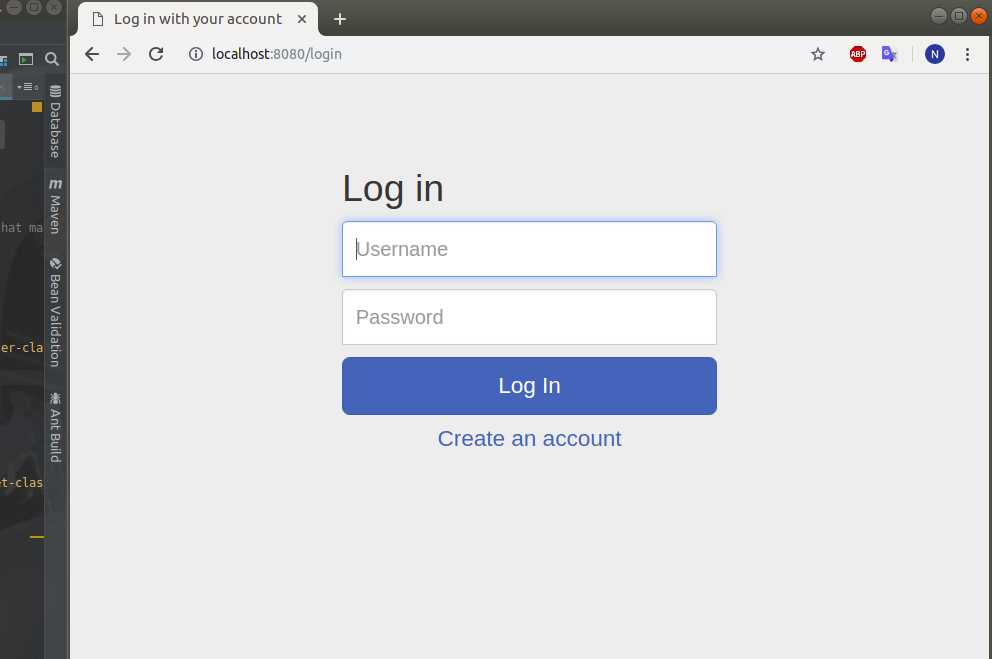 Log in with your account
localhost:8080/login
ABP
G
N
Database
m Maven
Bean Validation
Ant Build
hat ma
er-cla
t-clas
Log in
Username
Password
Log In
Create an account